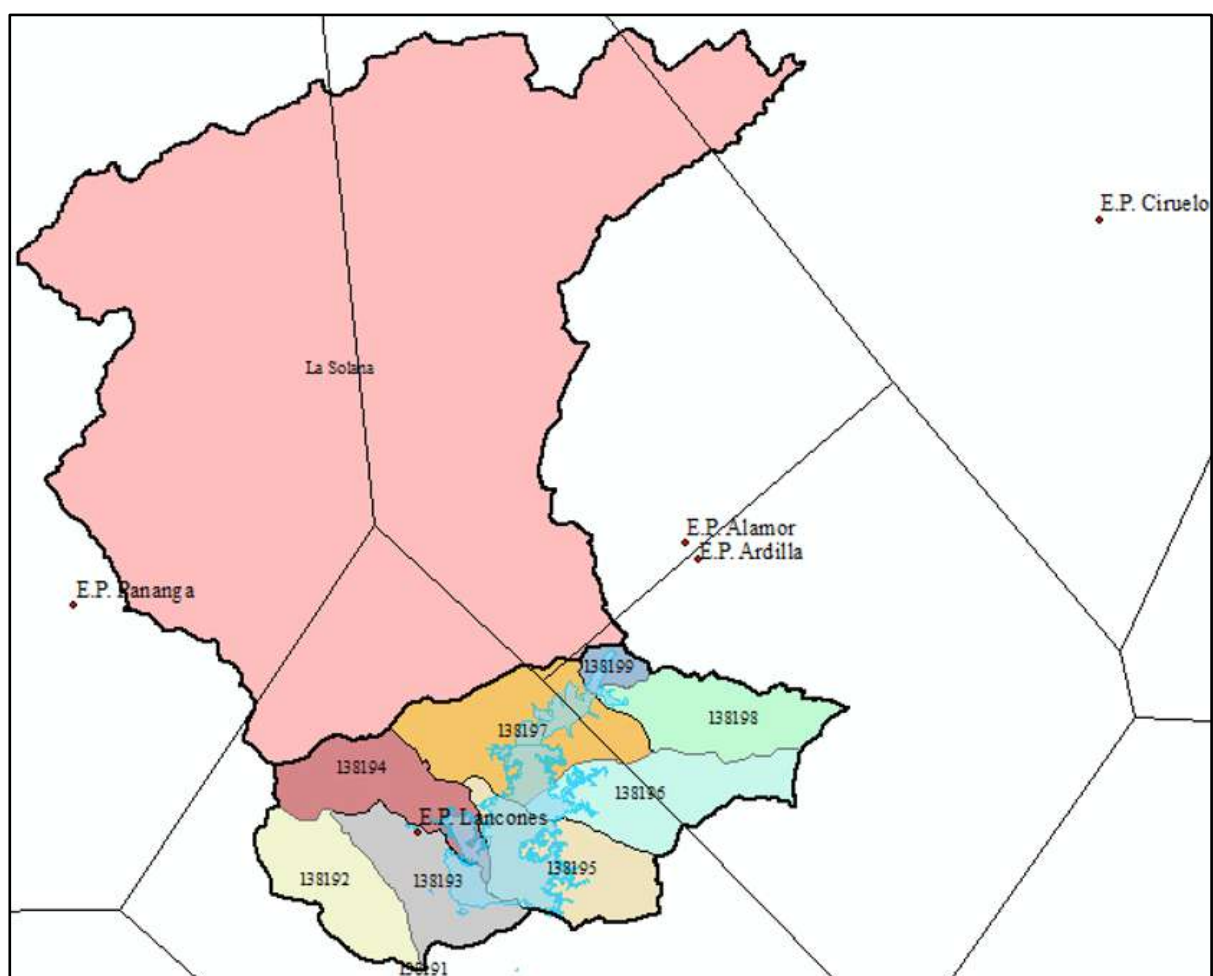 E.P. Ciruelo
La Solana
E.P. Alamor
E.P. Ardilla
E.P. Pananga
138199
138198
138197
138194
138196
E.P. Lancones
138195
138192
138193
138191